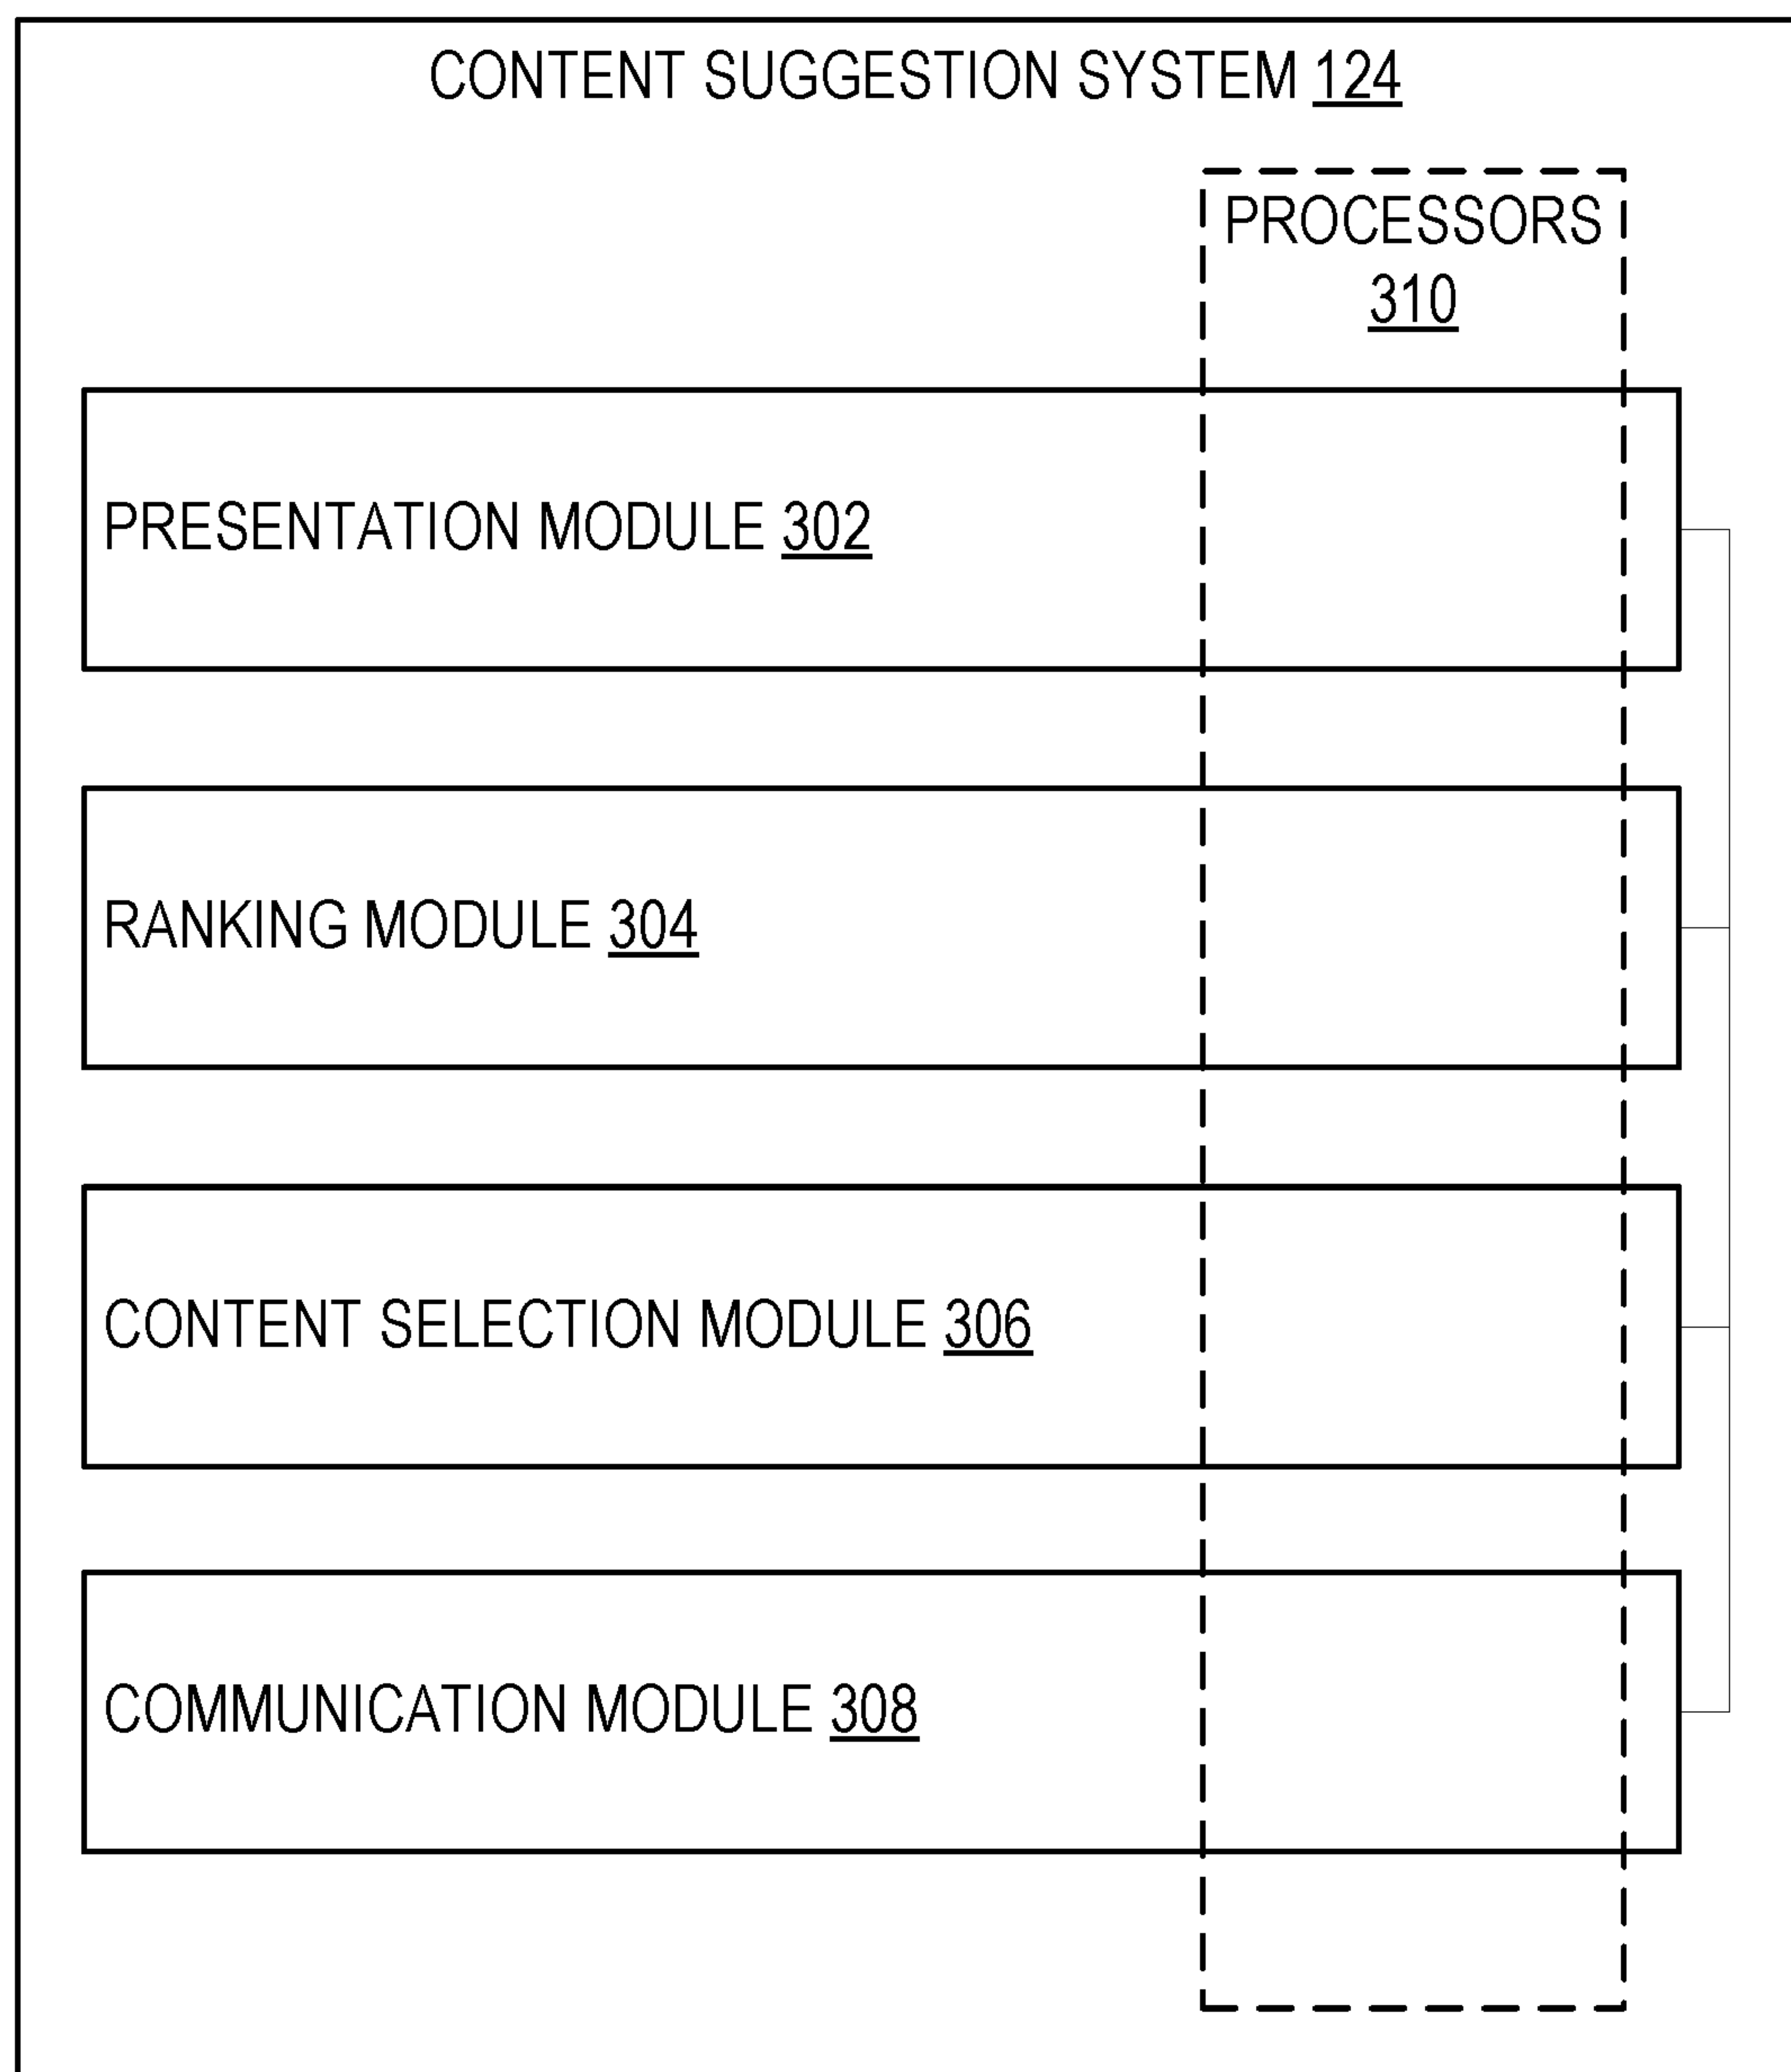 CONTENT SUGGESTION SYSTEM 124
PROCESSORS
310
PRESENTATION MODULE 302
RANKING MODULE 304
CONTENT SELECTION MODULE 306
COMMUNICATION MODULE 308